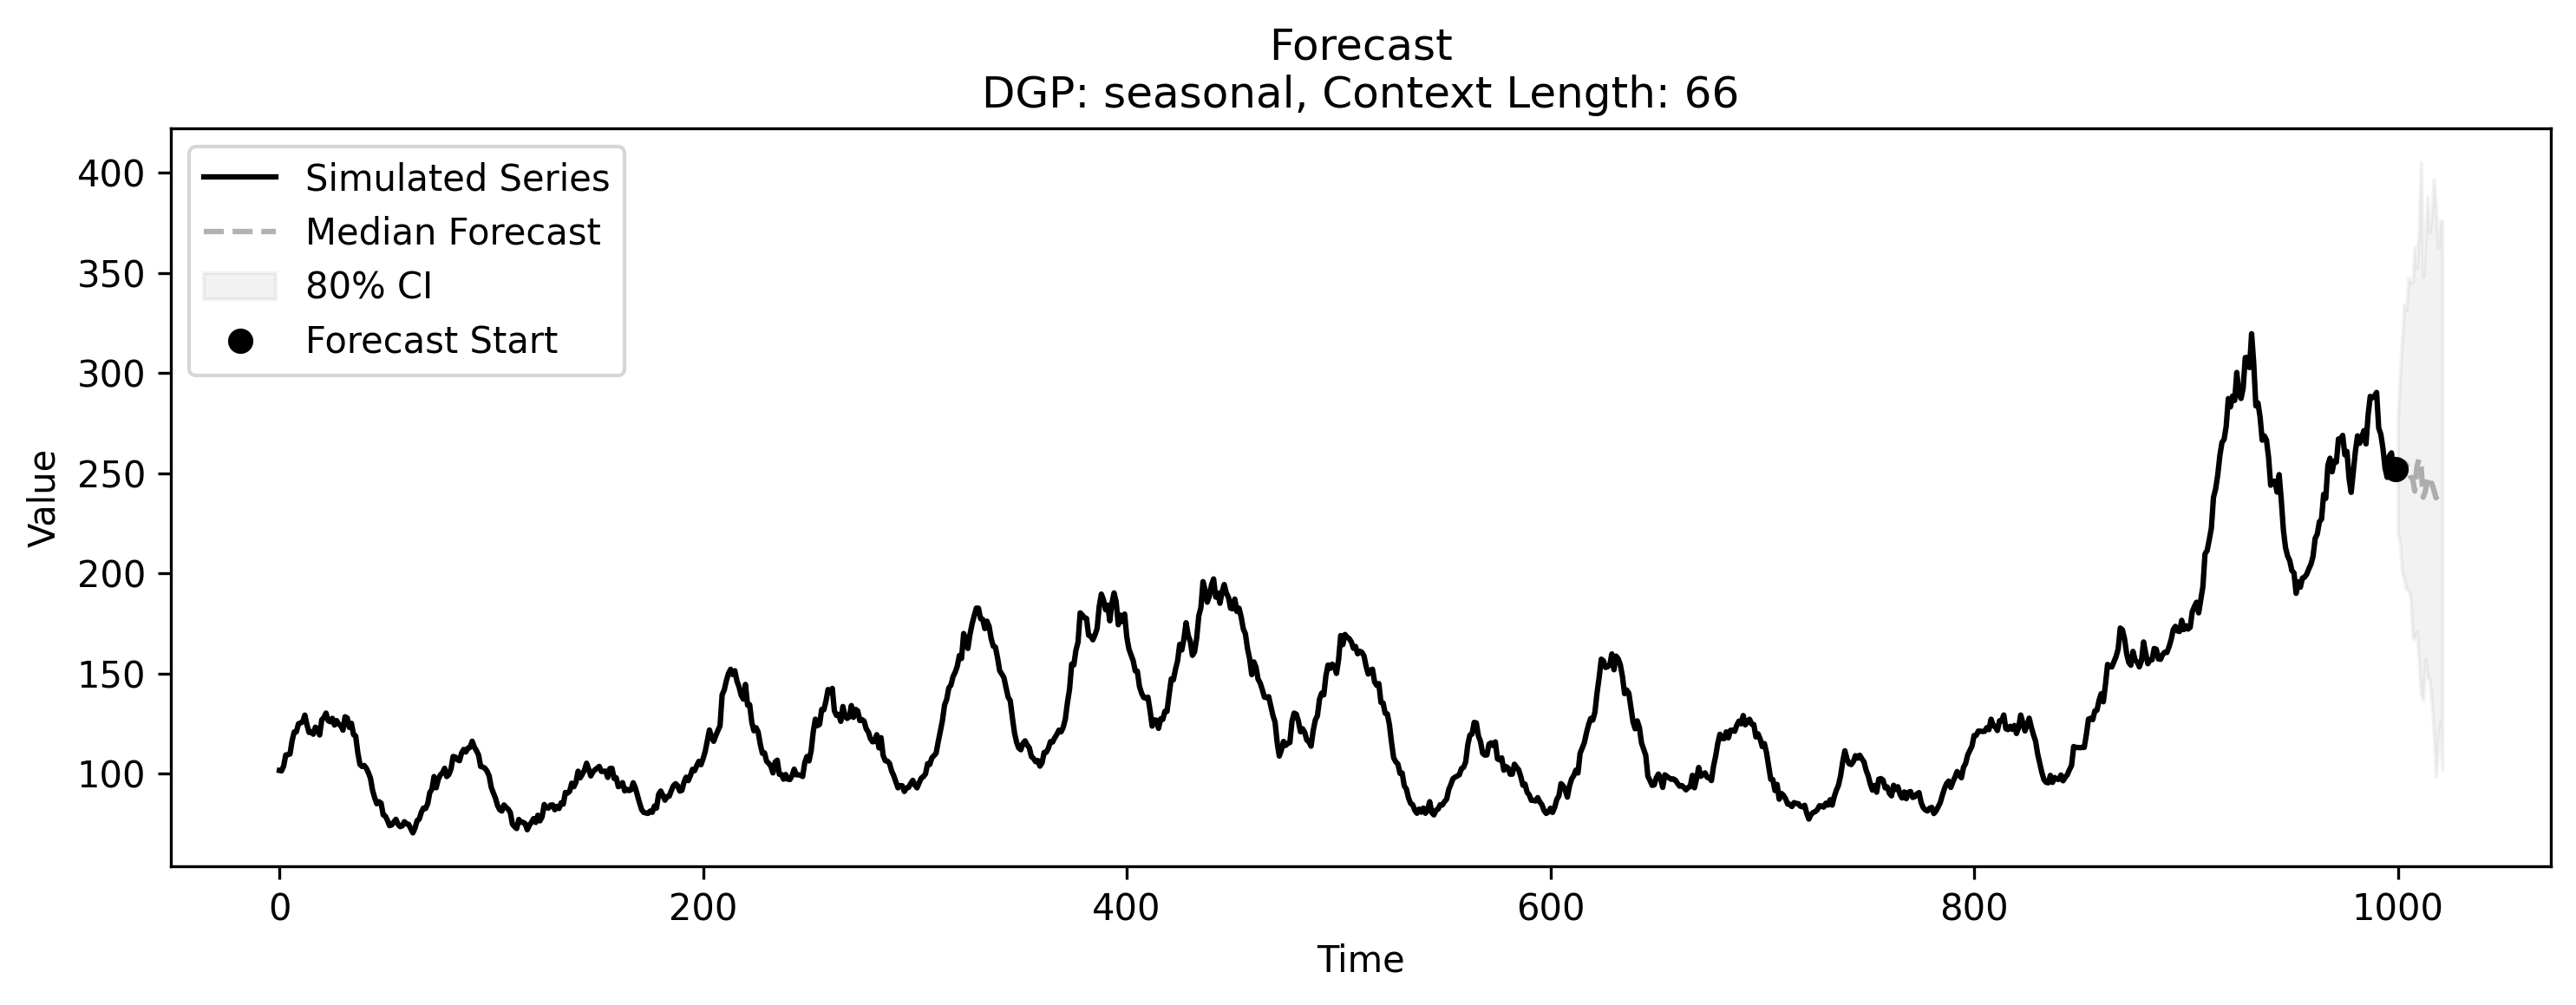 Forecast
DGP: seasonal, Context Length: 66
Simulated Series
Median Forecast
80% CI
Forecast Start
Value
400
350
300
250
200
150
100
0
200
400
600
800
1000
Time